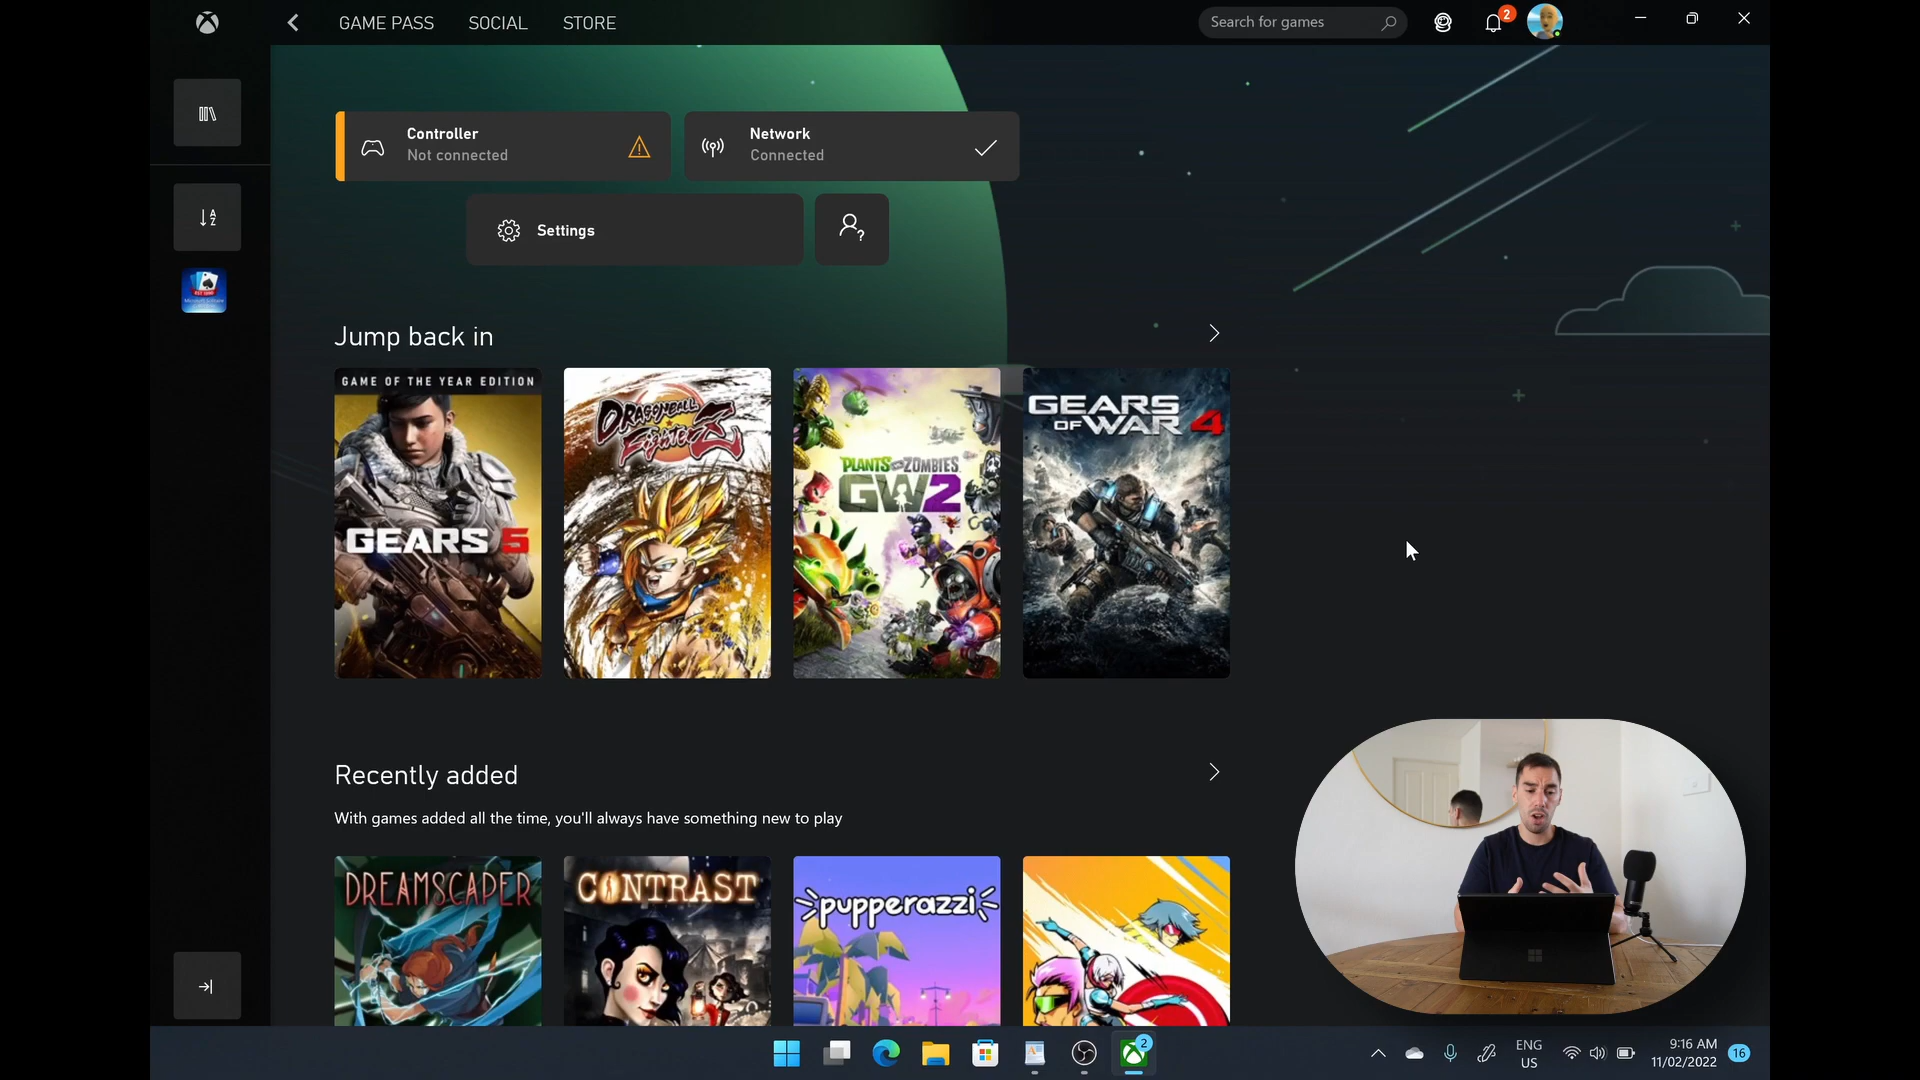 GAME PASS
SOCIAL
STORE
Search for games
2
Controller
Not connected
Network
Connected
Settings
Jump back in
GAME OF THE YEAR EDITION
GEARS 5
DRAGONBALL
FighterZ
PLANTS VS ZOMBIES
GW2
GEARS
OF WAR 4
Recently added
With games added all the time, you'll always have something new to play
DREAMSCAPER
CONTRAST
pupperazzi
2
ENG
US
9:16 AM
11/02/2022
16